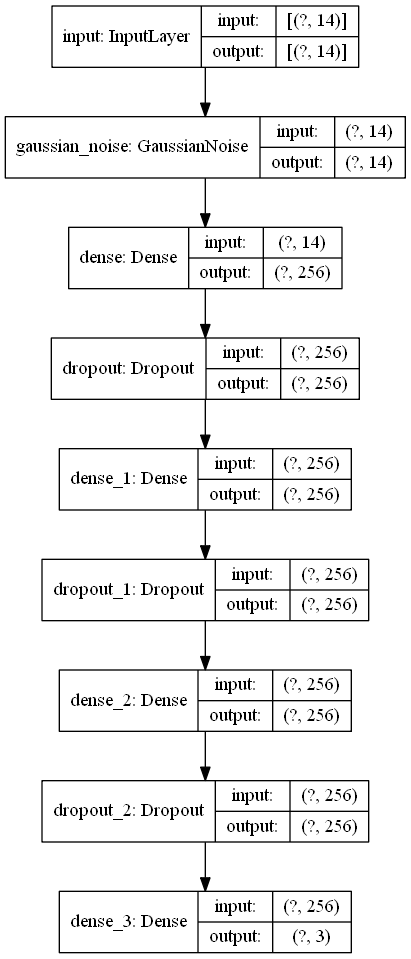 input: InputLayer
input: [(?, 14)]
output: [(?, 14)]
gaussian_noise: GaussianNoise
input: (?, 14)
output: (?, 14)
dense: Dense
input: (?, 14)
output: (?, 256)
dropout: Dropout
input: (?, 256)
output: (?, 256)
dense_1: Dense
input: (?, 256)
output: (?, 256)
dropout_1: Dropout
input: (?, 256)
output: (?, 256)
dense_2: Dense
input: (?, 256)
output: (?, 256)
dropout_2: Dropout
input: (?, 256)
output: (?, 256)
dense_3: Dense
input: (?, 256)
output: (?, 3)